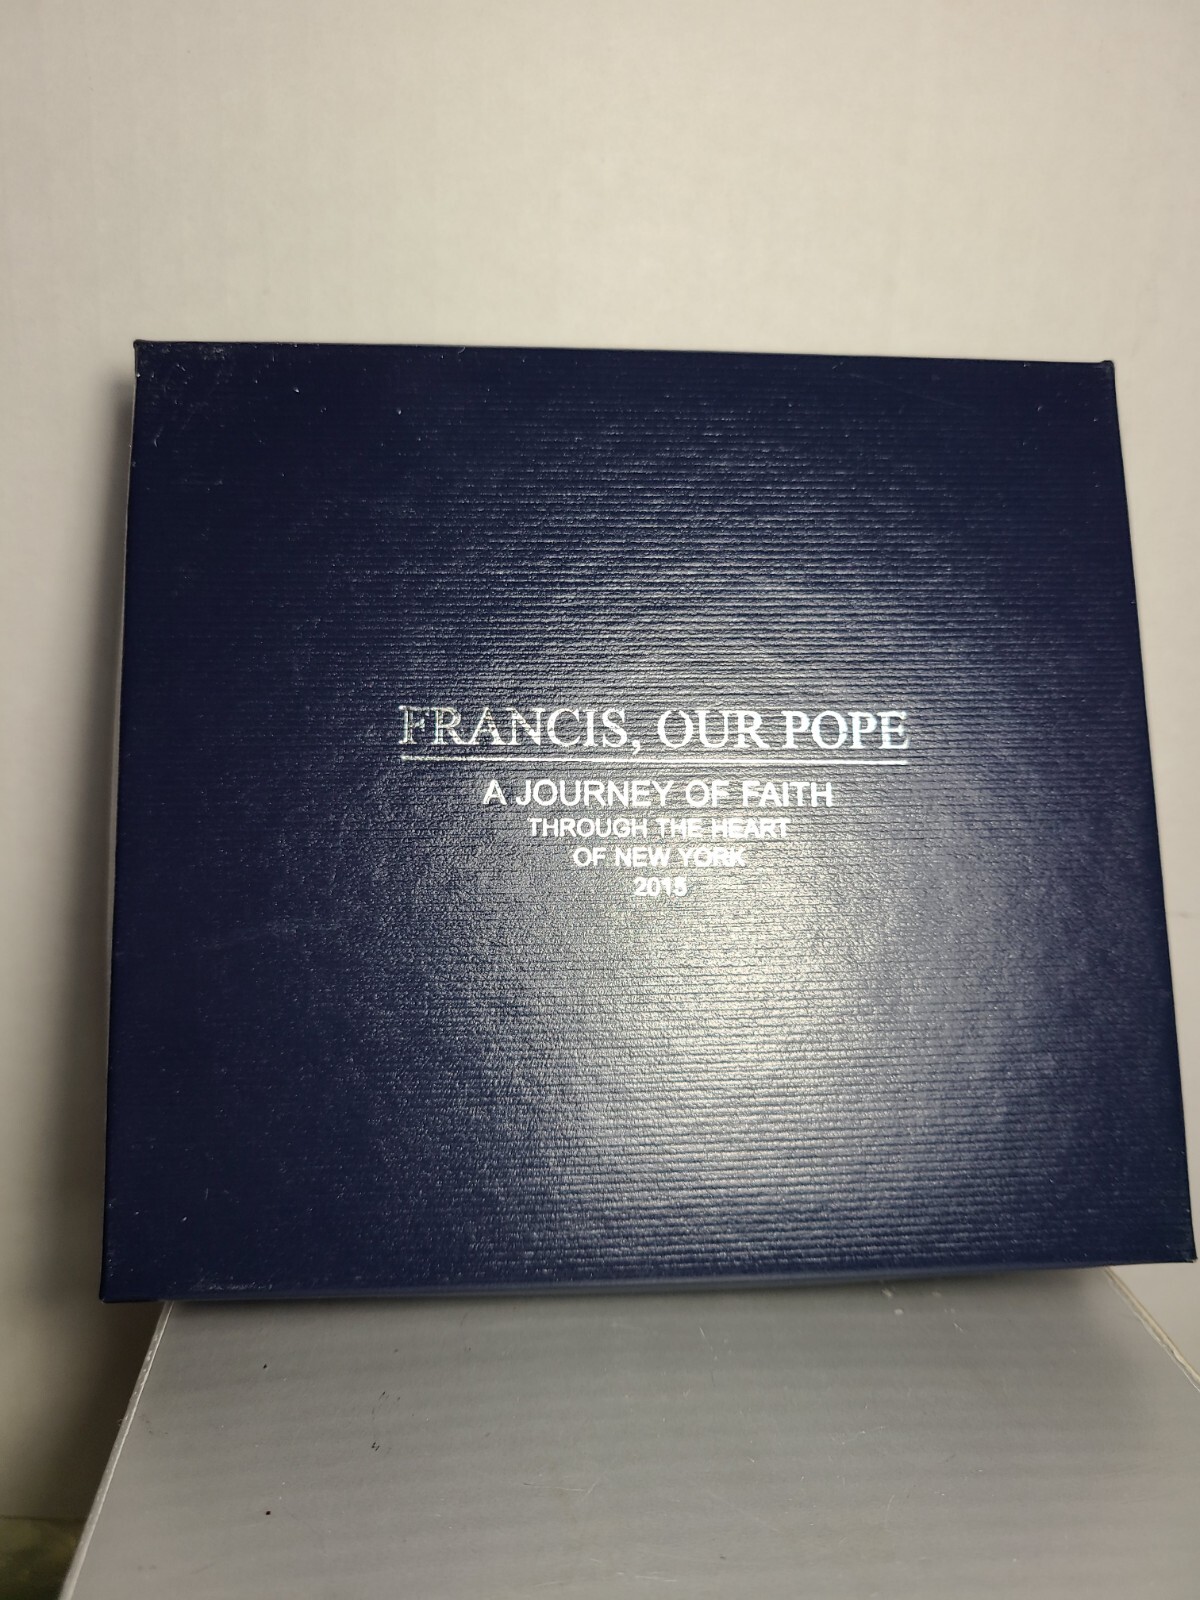 FRANCIS, OUR POPE
A JOURNEY OF FAITH
THROUGH THE HEART
OF NEW YORK
2015